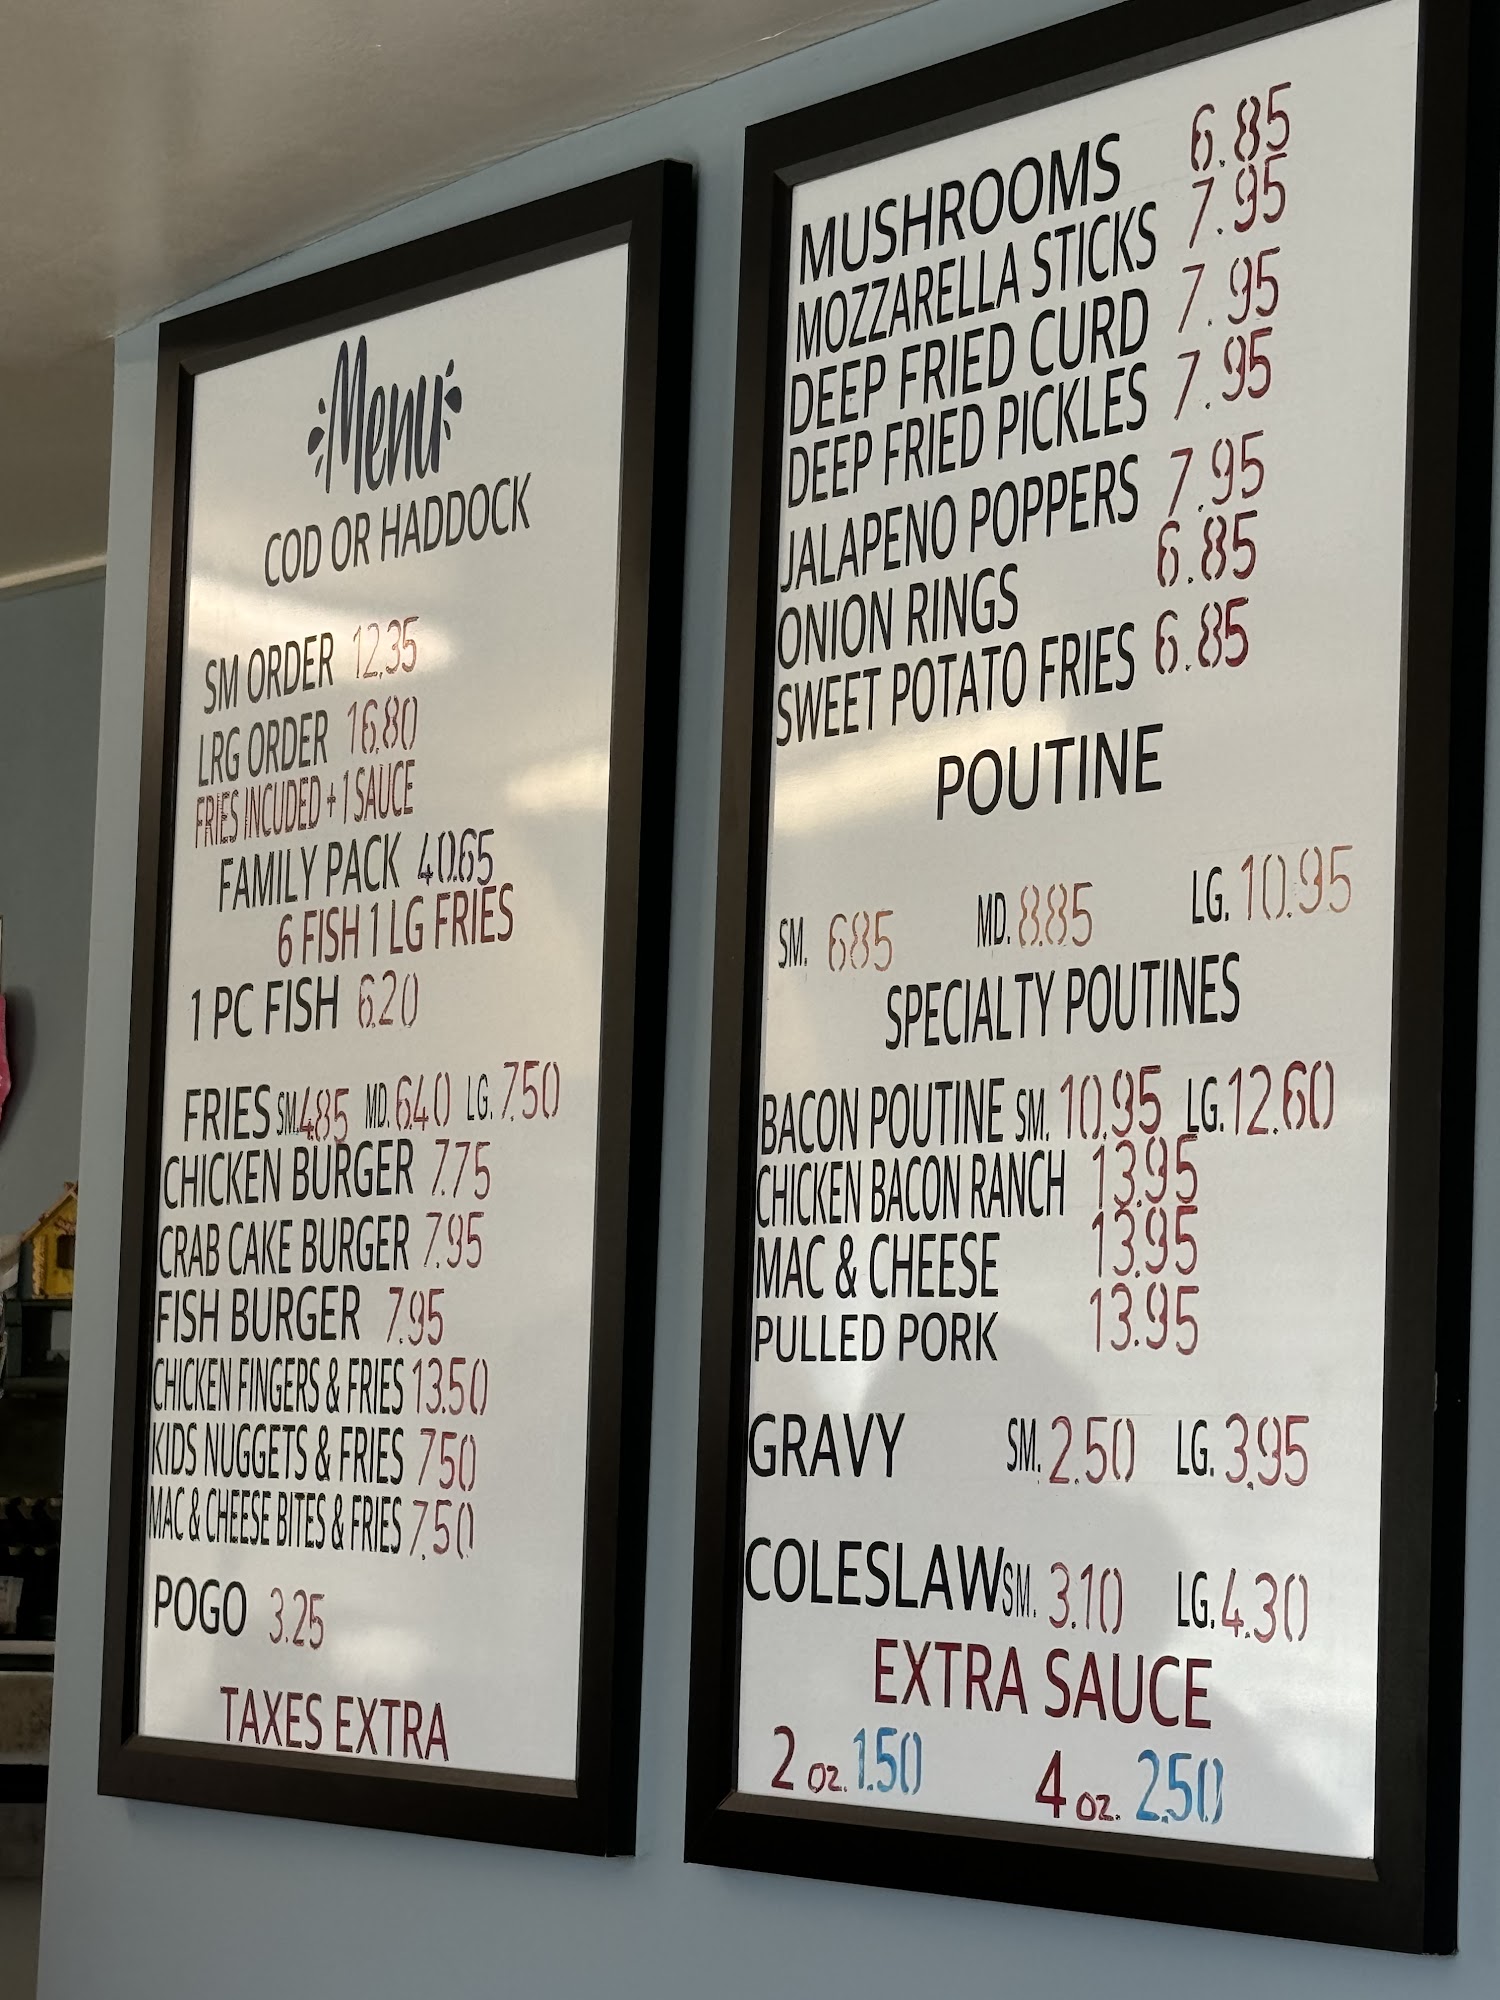 Menu
COD OR HADDOCK
SM ORDER 12.35
LRG ORDER 16.80
FRIES INCUDED + 1 SAUCE
FAMILY PACK 40.65
6 FISH 1 LG FRIES
1 PC FISH 6.20
FRIES SM. 4.85 MD. 6.40 LG. 7.50
CHICKEN BURGER 7.75
CRAB CAKE BURGER 7.95
FISH BURGER 7.95
CHICKEN FINGERS & FRIES 13.50
KIDS NUGGETS & FRIES 7.50
MAC & CHEESE BITES & FRIES 7.50
POGO 3.25
TAXES EXTRA
MUSHROOMS 6.85
MOZZARELLA STICKS 7.95
DEEP FRIED CURD 7.95
DEEP FRIED PICKLES 7.95
JALAPENO POPPERS 7.95
ONION RINGS 6.85
SWEET POTATO FRIES 6.85
POUTINE
SM. 6.85 MD. 8.85 LG. 10.95
SPECIALTY POUTINES
BACON POUTINE SM. 10.95 LG. 12.60
CHICKEN BACON RANCH 13.95
MAC & CHEESE 13.95
PULLED PORK 13.95
GRAVY SM. 2.50 LG. 3.95
COLESLAW SM. 3.10 LG. 4.30
EXTRA SAUCE
2 oz. 1.50 4 oz. 2.50